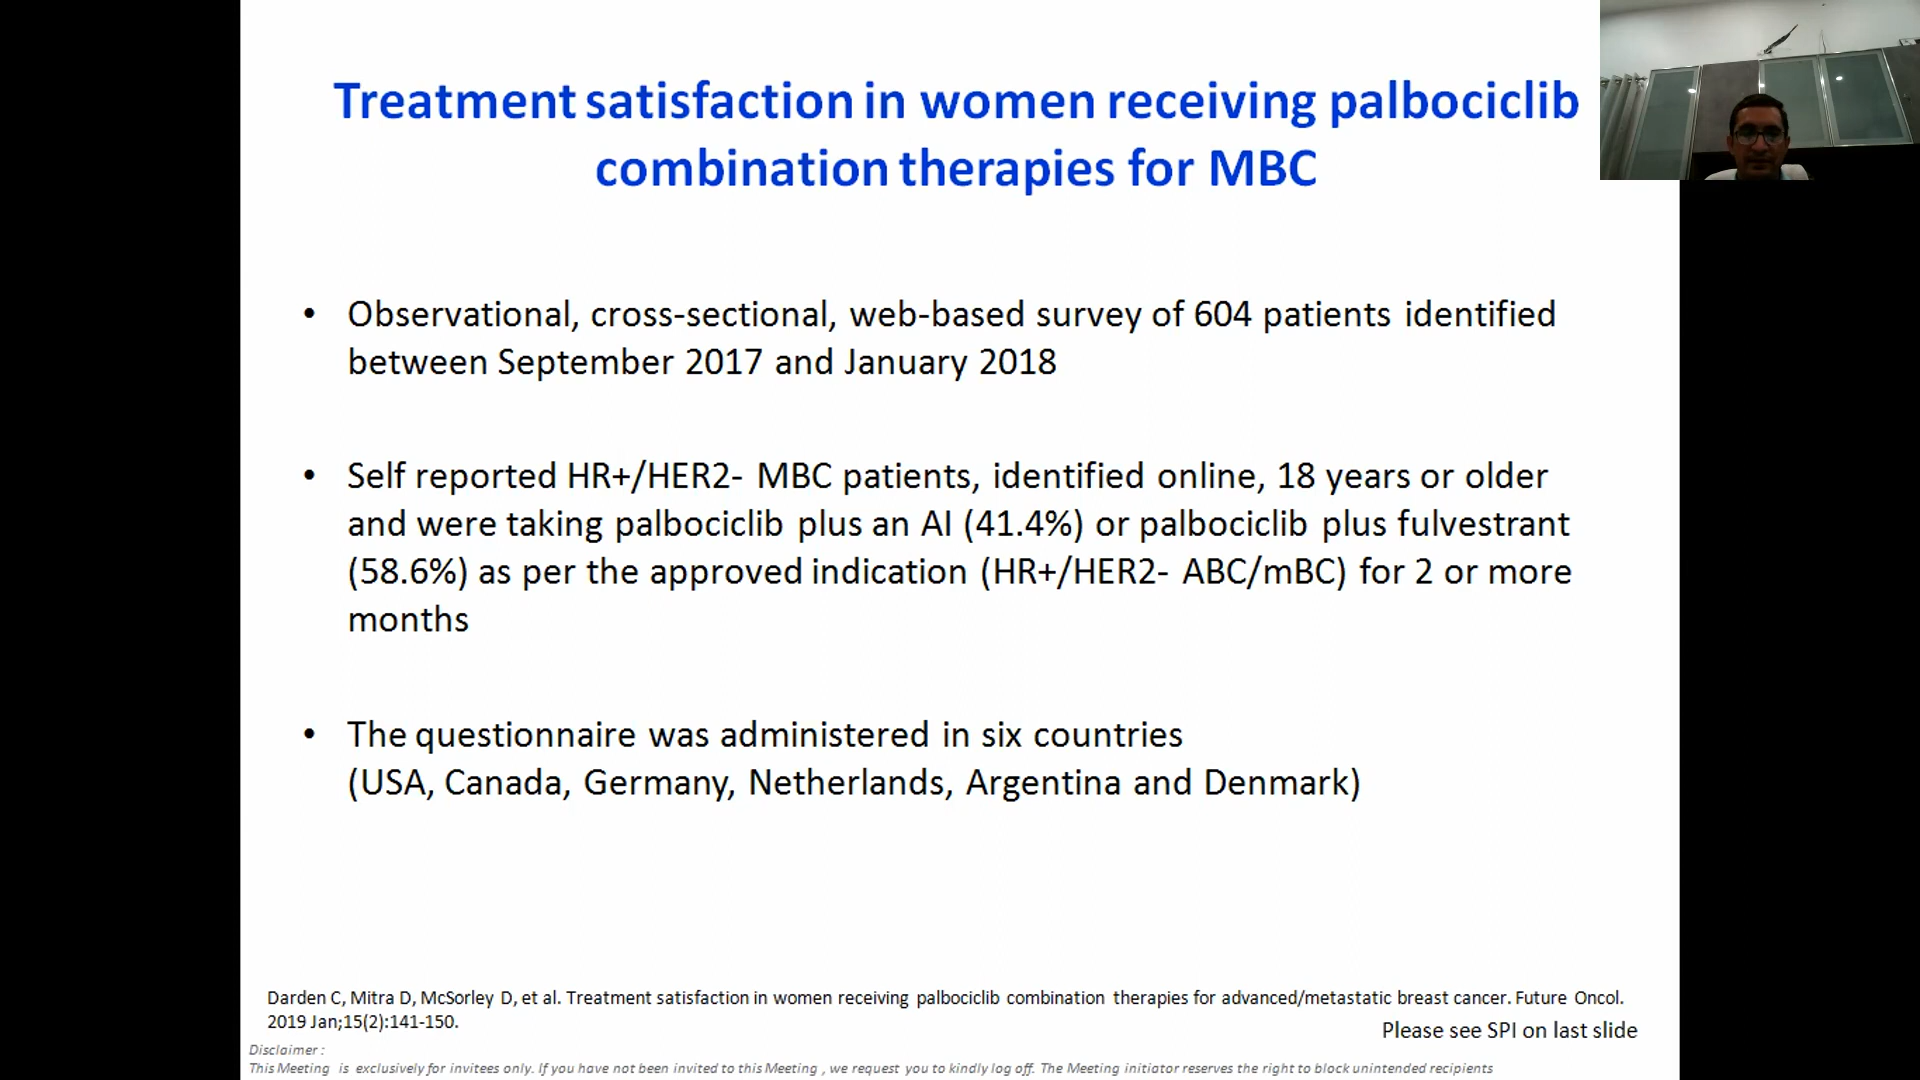 Treatment satisfaction in women receiving palbociclib
combination therapies for MBC
• Observational, cross-sectional, web-based survey of 604 patients identified
between September 2017 and January 2018
• Self reported HR+/HER2- MBC patients, identified online, 18 years or older
and were taking palbociclib plus an AI (41.4%) or palbociclib plus fulvestrant
(58.6%) as per the approved indication (HR+/HER2- ABC/mBC) for 2 or more
months
• The questionnaire was administered in six countries
(USA, Canada, Germany, Netherlands, Argentina and Denmark)
Darden C, Mitra D, McSorley D, et al. Treatment satisfaction in women receiving palbociclib combination therapies for advanced/metastatic breast cancer. Future Oncol.
2019 Jan;15(2):141-150.
Please see SPI on last slide
Disclaimer :
This Meeting is exclusively for invitees only. If you have not been invited to this Meeting , we request you to kindly log off. The Meeting initiator reserves the right to block unintended recipients